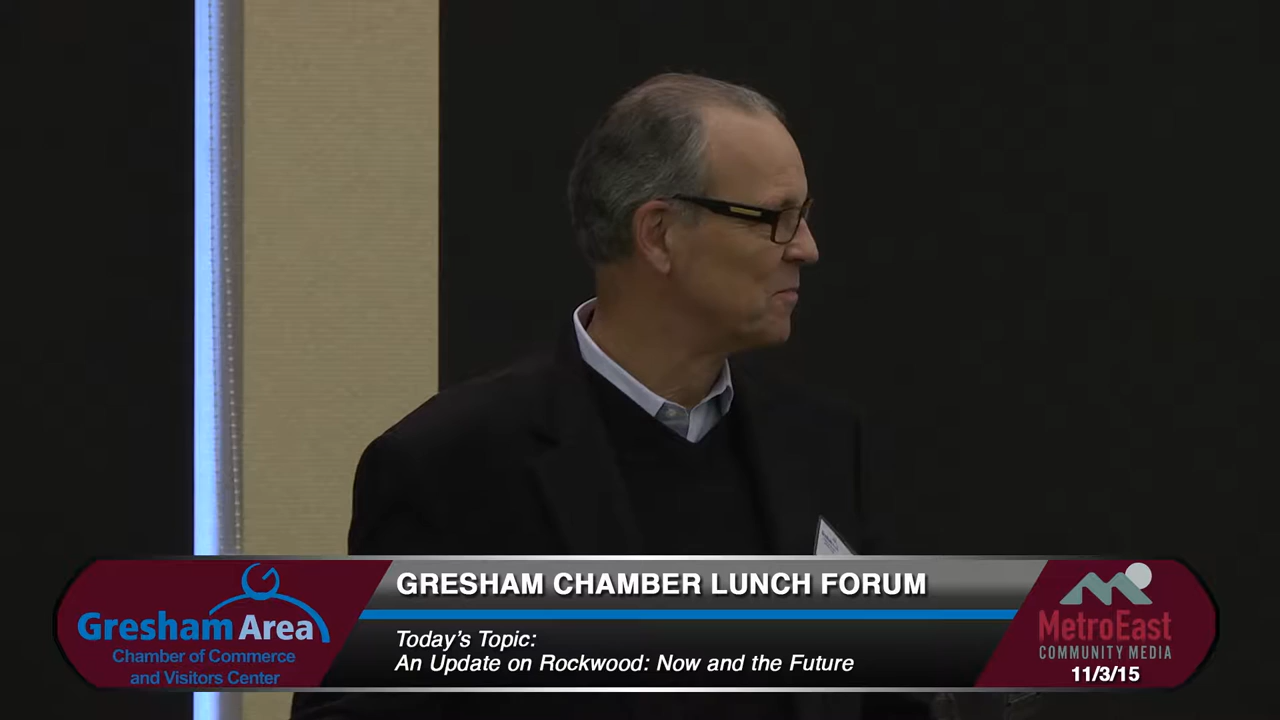 GRESHAM CHAMBER LUNCH FORUM
Gresham Area
Chamber of Commerce
and Visitors Center
Today's Topic:
An Update on Rockwood: Now and the Future
MetroEast
COMMUNITY MEDIA
11/3/15